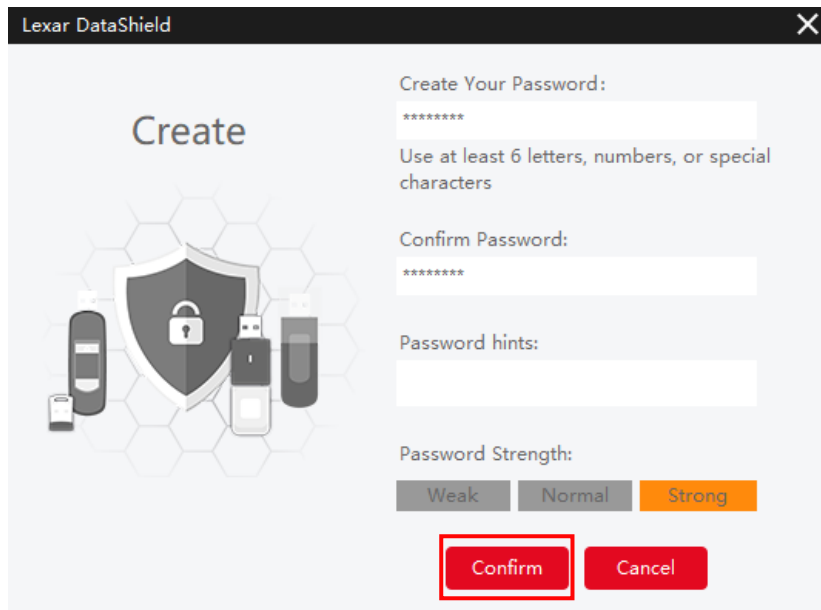 Lexar DataShield
Create
Create Your Password:
********
Use at least 6 letters, numbers, or special
characters
Confirm Password:
********
Password hints:
Password Strength:
Weak Normal Strong
Confirm Cancel